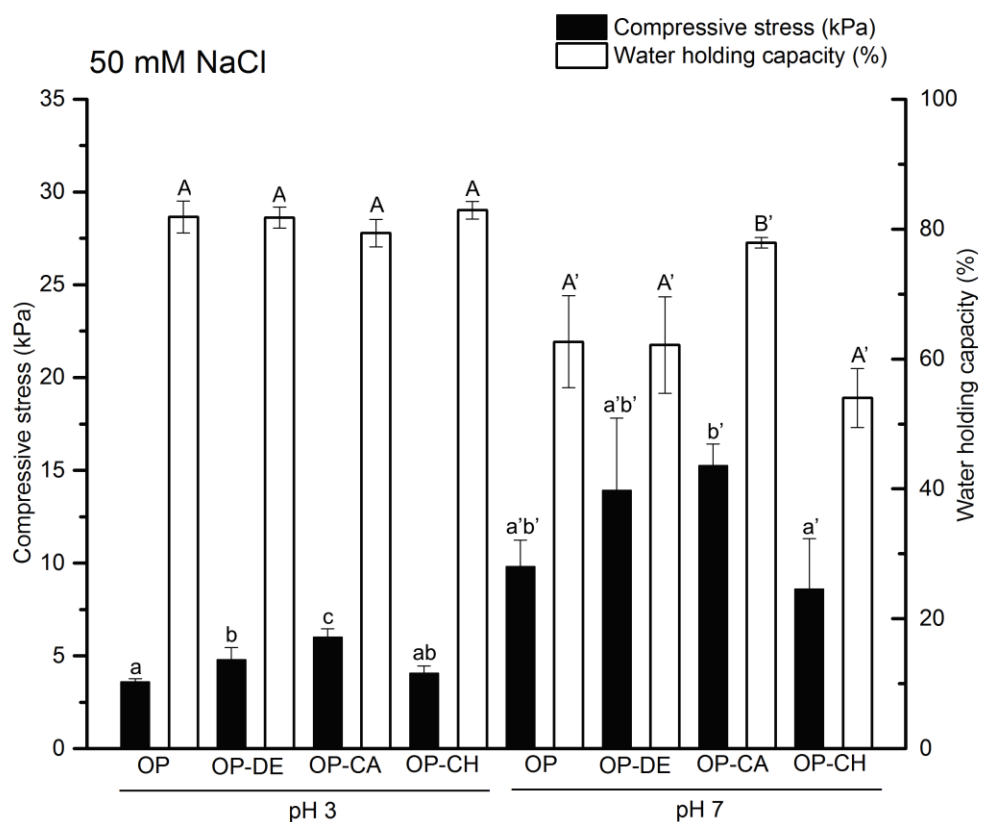 Compressive stress (kPa)
Water holding capacity (%)
50 mM NaCl
35
30
25
20
15
10
5
0
Compressive stress (kPa)
100
80
60
40
20
0
Water holding capacity (%)
a
A
b
A
c
A
ab
A
a'b'
A'
a'b'
A'
b'
B'
a'
A'
OP OP-DE OP-CA OP-CH OP OP-DE OP-CA OP-CH
pH 3 pH 7